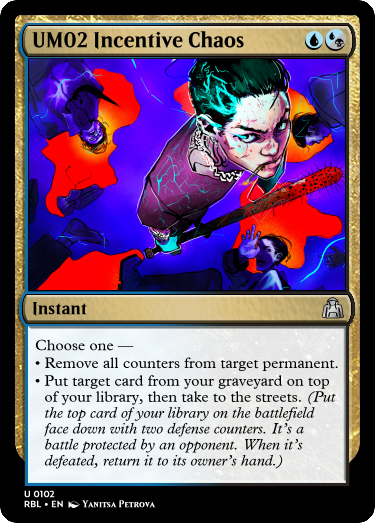 UM02 Incentive Chaos
Instant
Choose one —
• Remove all counters from target permanent.
• Put target card from your graveyard on top
of your library, then take to the streets. (Put
the top card of your library on the battlefield
face down with two defense counters. It's a
battle protected by an opponent. When it's
defeated, return it to its owner's hand.)
U 0102
RBL • EN Yanitsa Petrova